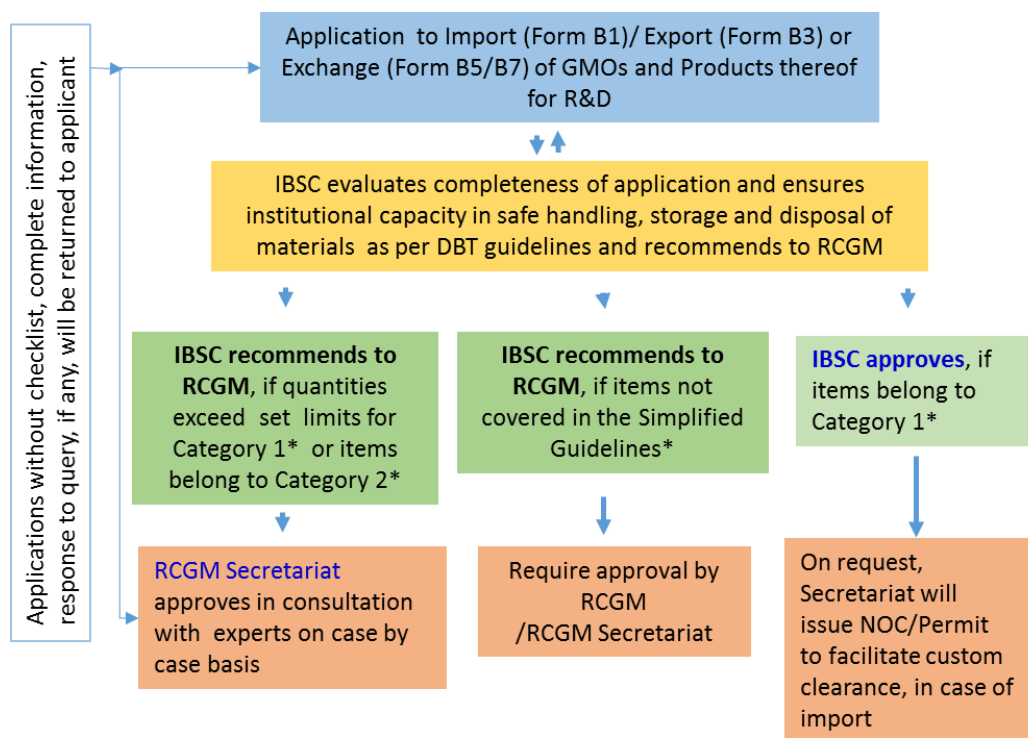 Applications without checklist, complete information,
response to query, if any, will be returned to applicant
Application to Import (Form B1)/ Export (Form B3) or
Exchange (Form B5/B7) of GMOs and Products thereof
for R&D
IBSC evaluates completeness of application and ensures
institutional capacity in safe handling, storage and disposal of
materials as per DBT guidelines and recommends to RCGM
IBSC recommends to
RCGM, if quantities
exceed set limits for
Category 1* or items
belong to Category 2*
IBSC recommends to
RCGM, if items not
covered in the Simplified
Guidelines*
IBSC approves, if
items belong to
Category 1*
RCGM Secretariat
approves in consultation
with experts on case by
case basis
Require approval by
RCGM
/RCGM Secretariat
On request,
Secretariat will
issue NOC/Permit
to facilitate custom
clearance, in case of
import